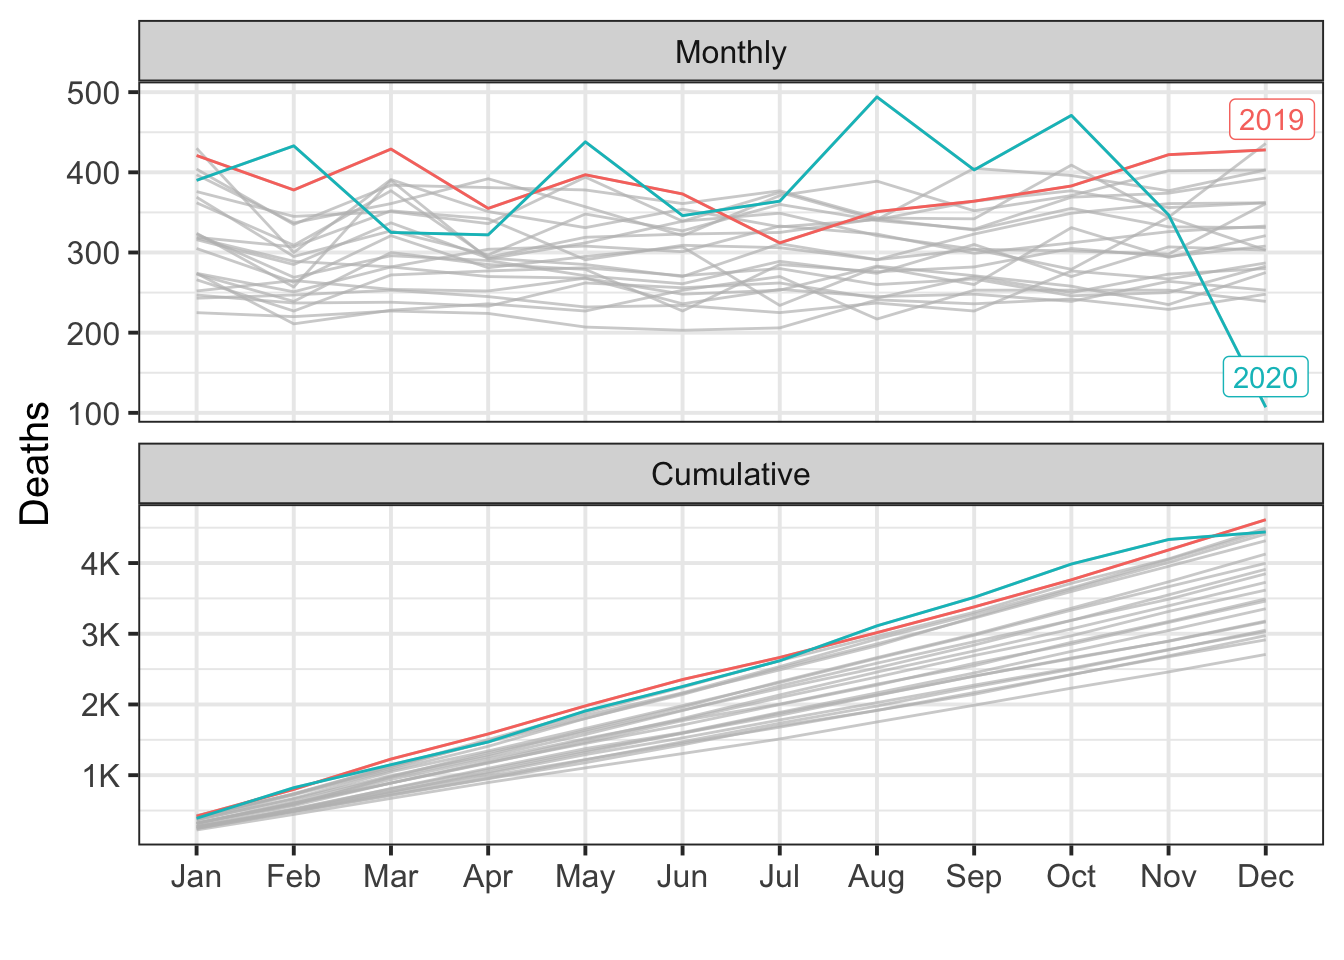 Monthly
500
400
300
200
100
2019
2020
Deaths
Cumulative
4K
3K
2K
1K
Jan Feb Mar Apr May Jun Jul Aug Sep Oct Nov Dec